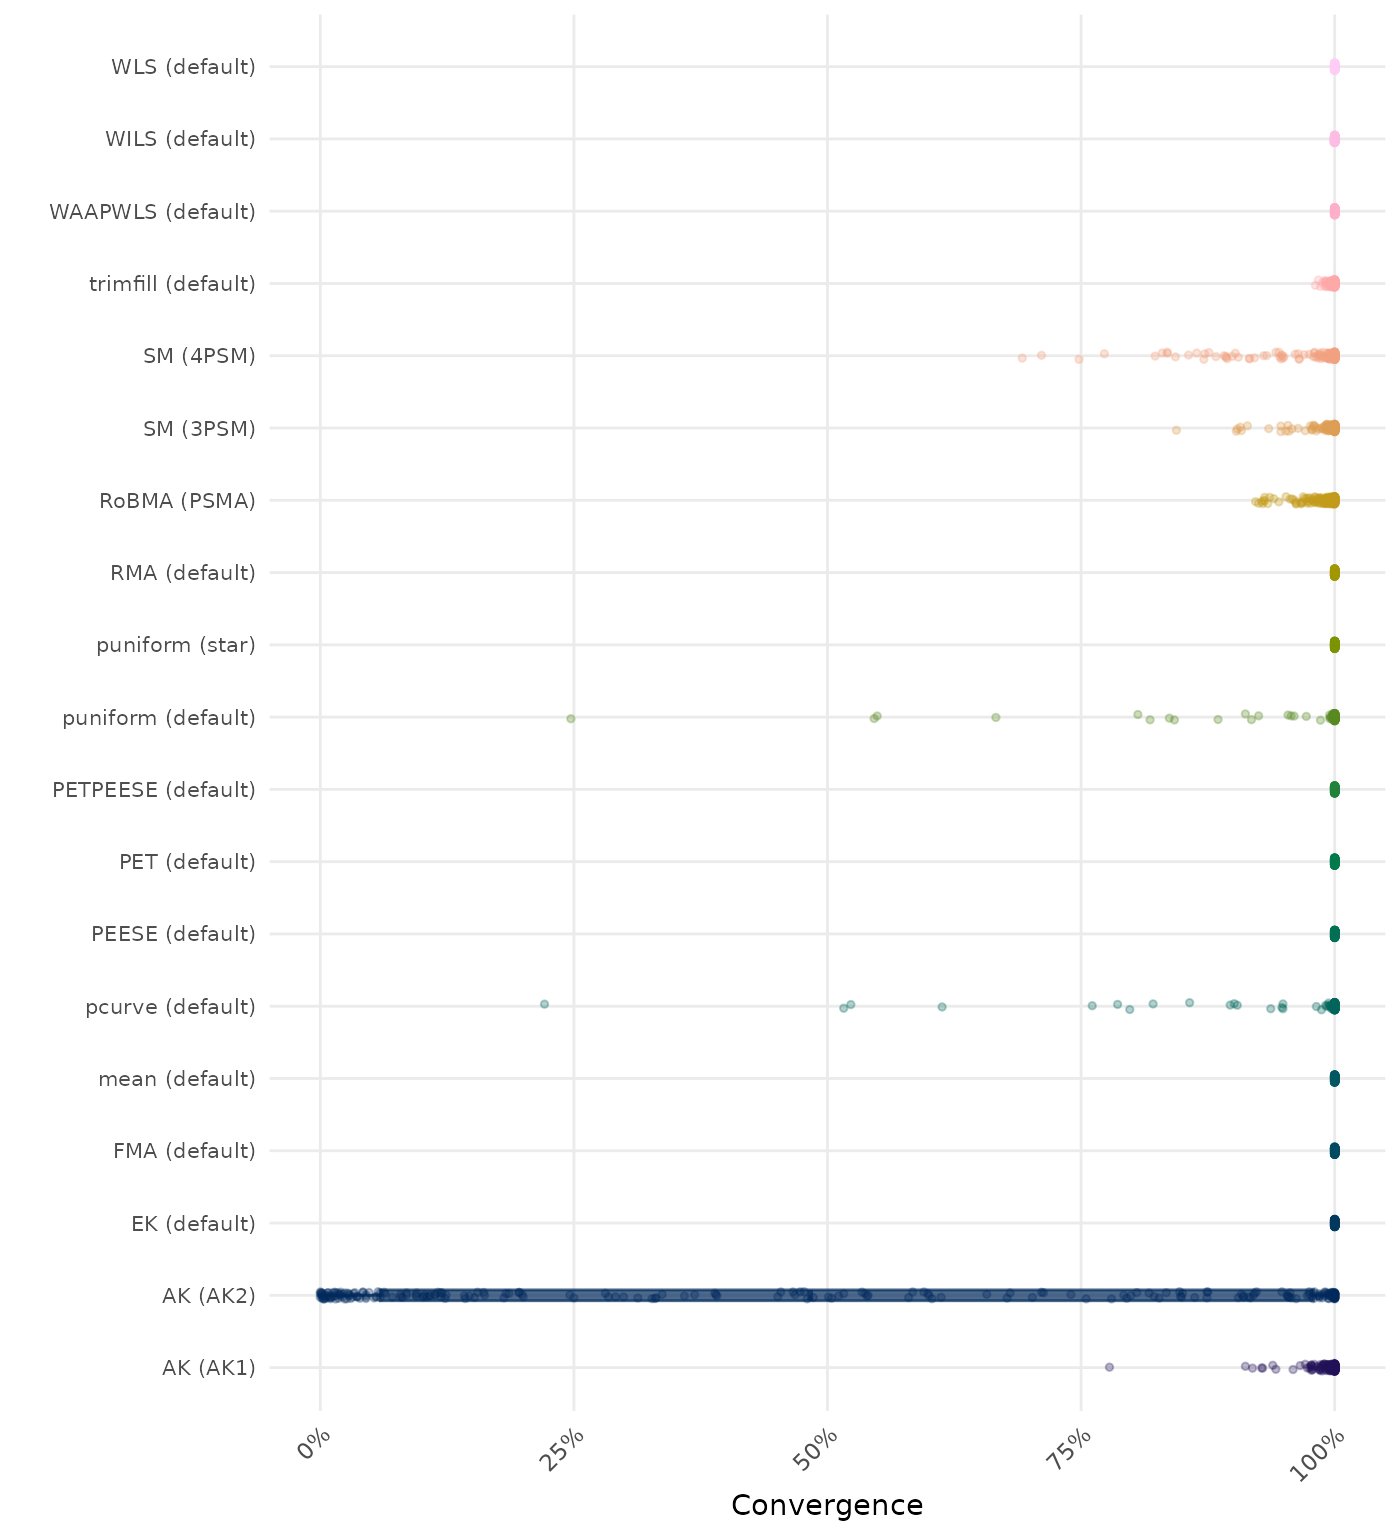 WLS (default)
WILS (default)
WAAPWLS (default)
trimfill (default)
SM (4PSM)
SM (3PSM)
RoBMA (PSMA)
RMA (default)
puniform (star)
puniform (default)
PETPEESE (default)
PET (default)
PEESE (default)
pcurve (default)
mean (default)
FMA (default)
EK (default)
AK (AK2)
AK (AK1)
0% 25% 50% 75% 100%
Convergence